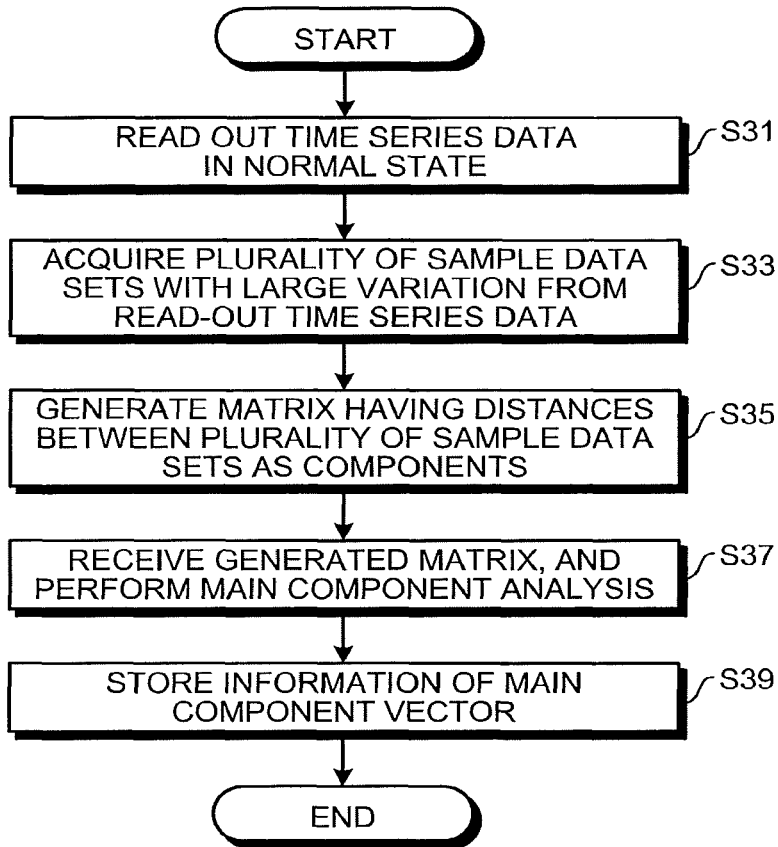 START
READ OUT TIME SERIES DATA
IN NORMAL STATE
S31
ACQUIRE PLURALITY OF SAMPLE DATA
SETS WITH LARGE VARIATION FROM
READ-OUT TIME SERIES DATA
S33
GENERATE MATRIX HAVING DISTANCES
BETWEEN PLURALITY OF SAMPLE DATA
SETS AS COMPONENTS
S35
RECEIVE GENERATED MATRIX, AND
PERFORM MAIN COMPONENT ANALYSIS
S37
STORE INFORMATION OF MAIN
COMPONENT VECTOR
S39
END